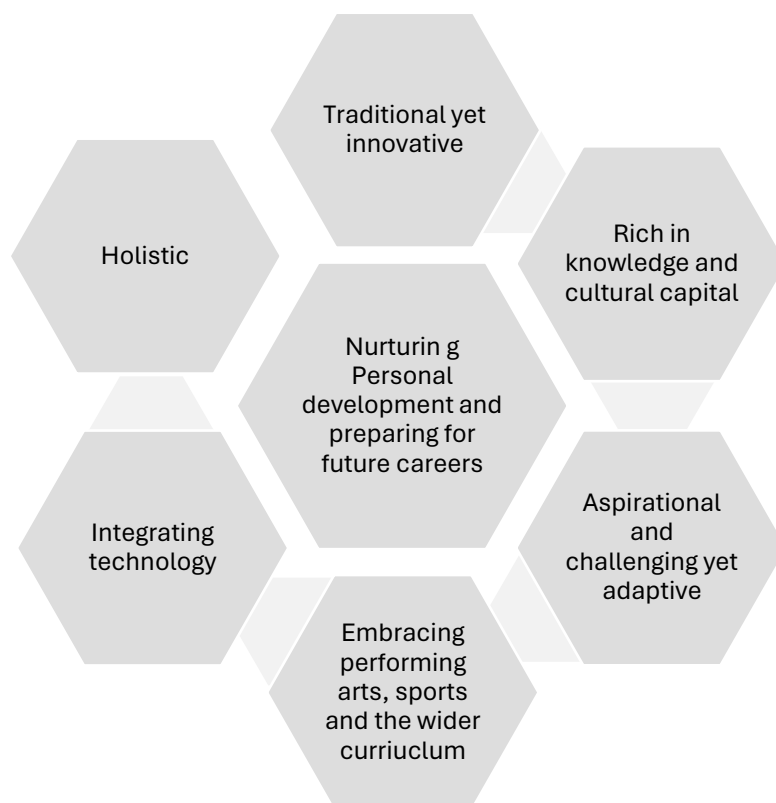 Traditional yet
innovative
Holistic
Rich in
knowledge and
cultural capital
Nurturin g
Personal
development and
preparing for
future careers
Integrating
technology
Aspirational
and
challenging yet
adaptive
Embracing
performing
arts, sports
and the wider
curriuclum